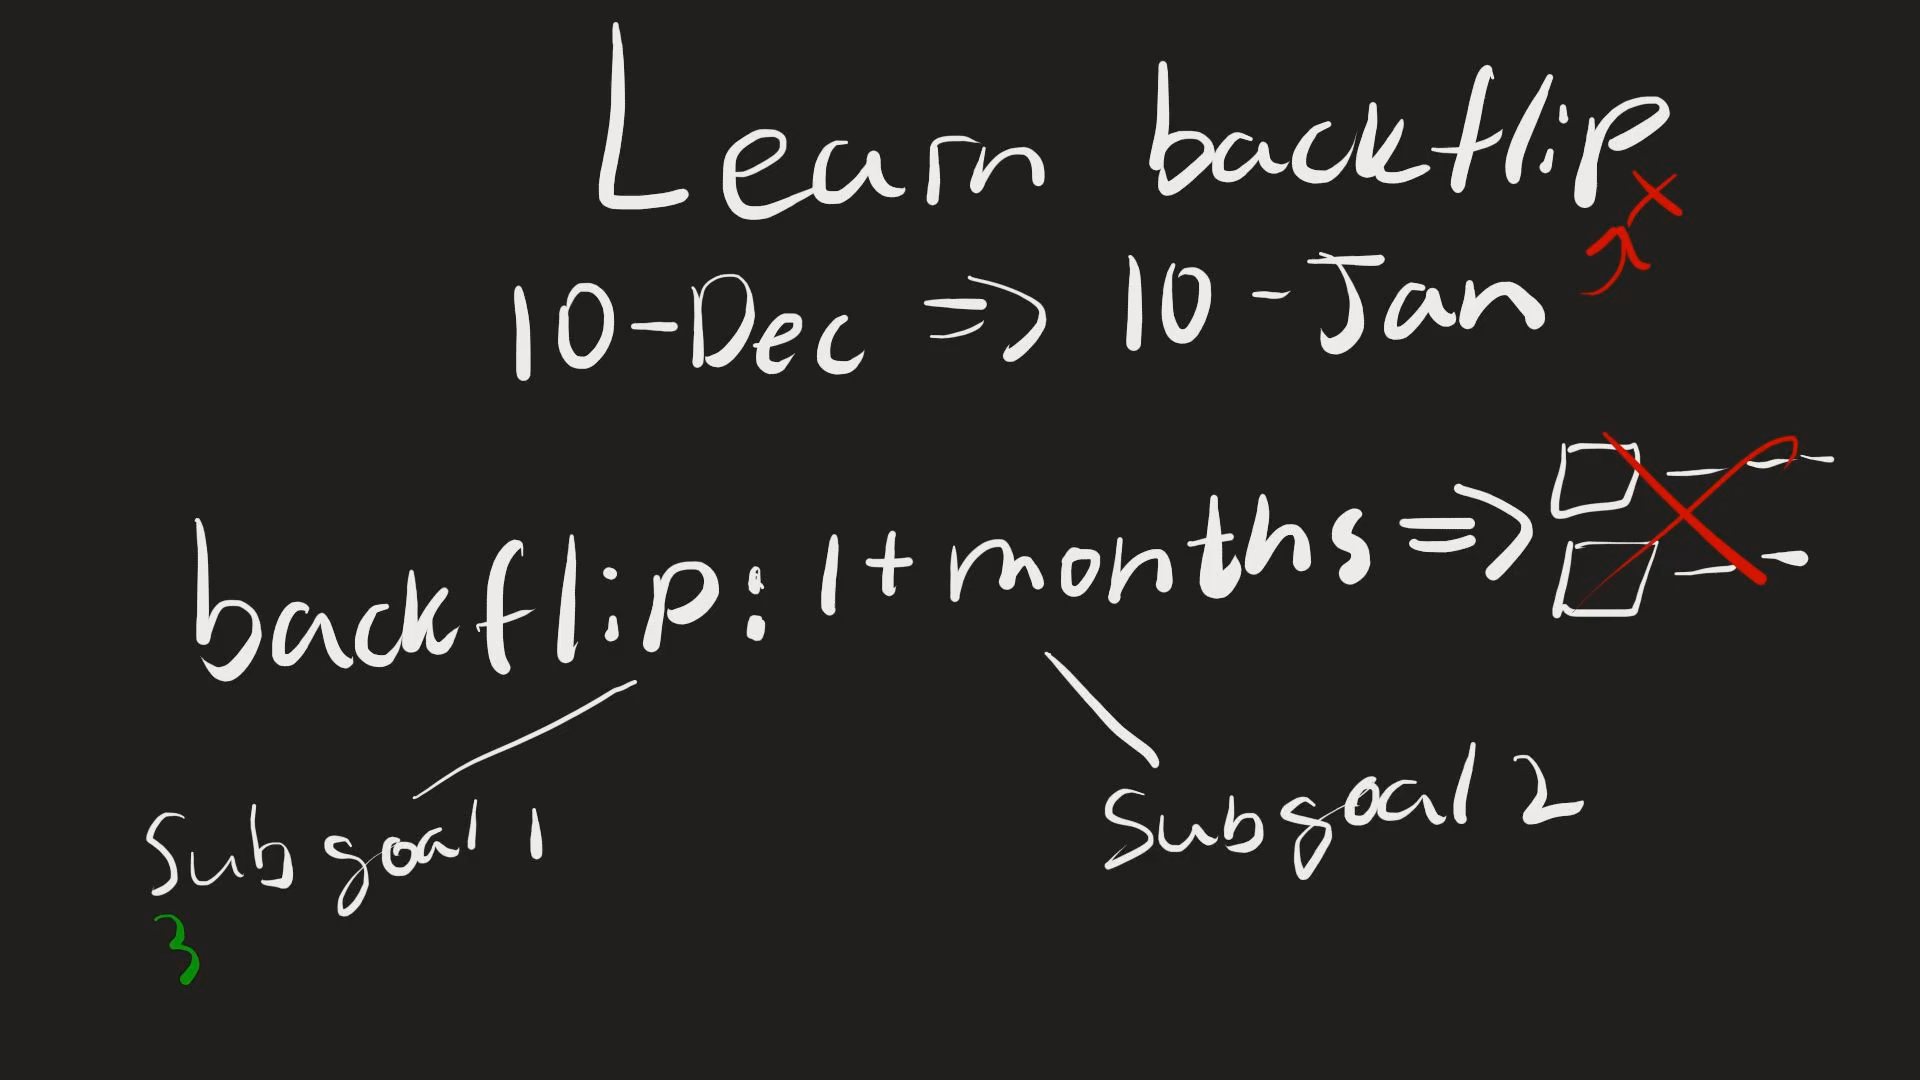 Learn backflip
10-Dec => 10-Jan
backflip: 1+ months =>
Subgoal 1
Subgoal 2
3